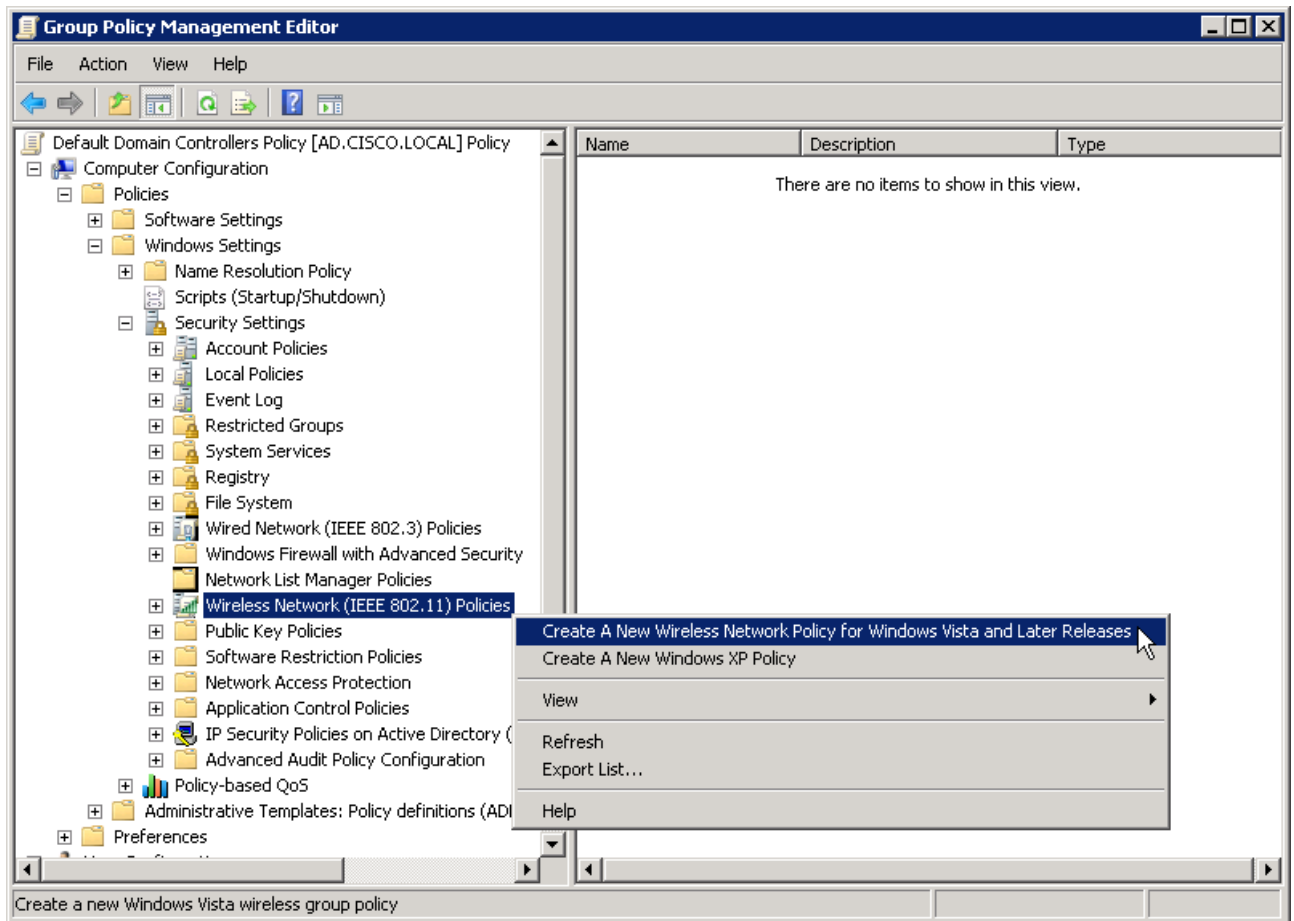 Group Policy Management Editor
File Action View Help
Default Domain Controllers Policy [AD.CISCO.LOCAL] Policy
Computer Configuration
Policies
Software Settings
Windows Settings
Name Resolution Policy
Scripts (Startup/Shutdown)
Security Settings
Account Policies
Local Policies
Event Log
Restricted Groups
System Services
Registry
File System
Wired Network (IEEE 802.3) Policies
Windows Firewall with Advanced Security
Network List Manager Policies
Wireless Network (IEEE 802.11) Policies
Public Key Policies
Software Restriction Policies
Network Access Protection
Application Control Policies
IP Security Policies on Active Directory (
Advanced Audit Policy Configuration
Policy-based QoS
Administrative Templates: Policy definitions (AD
Preferences
Name Description Type
There are no items to show in this view.
Create A New Wireless Network Policy for Windows Vista and Later Releases
Create A New Windows XP Policy
View
Refresh
Export List...
Help
Create a new Windows Vista wireless group policy